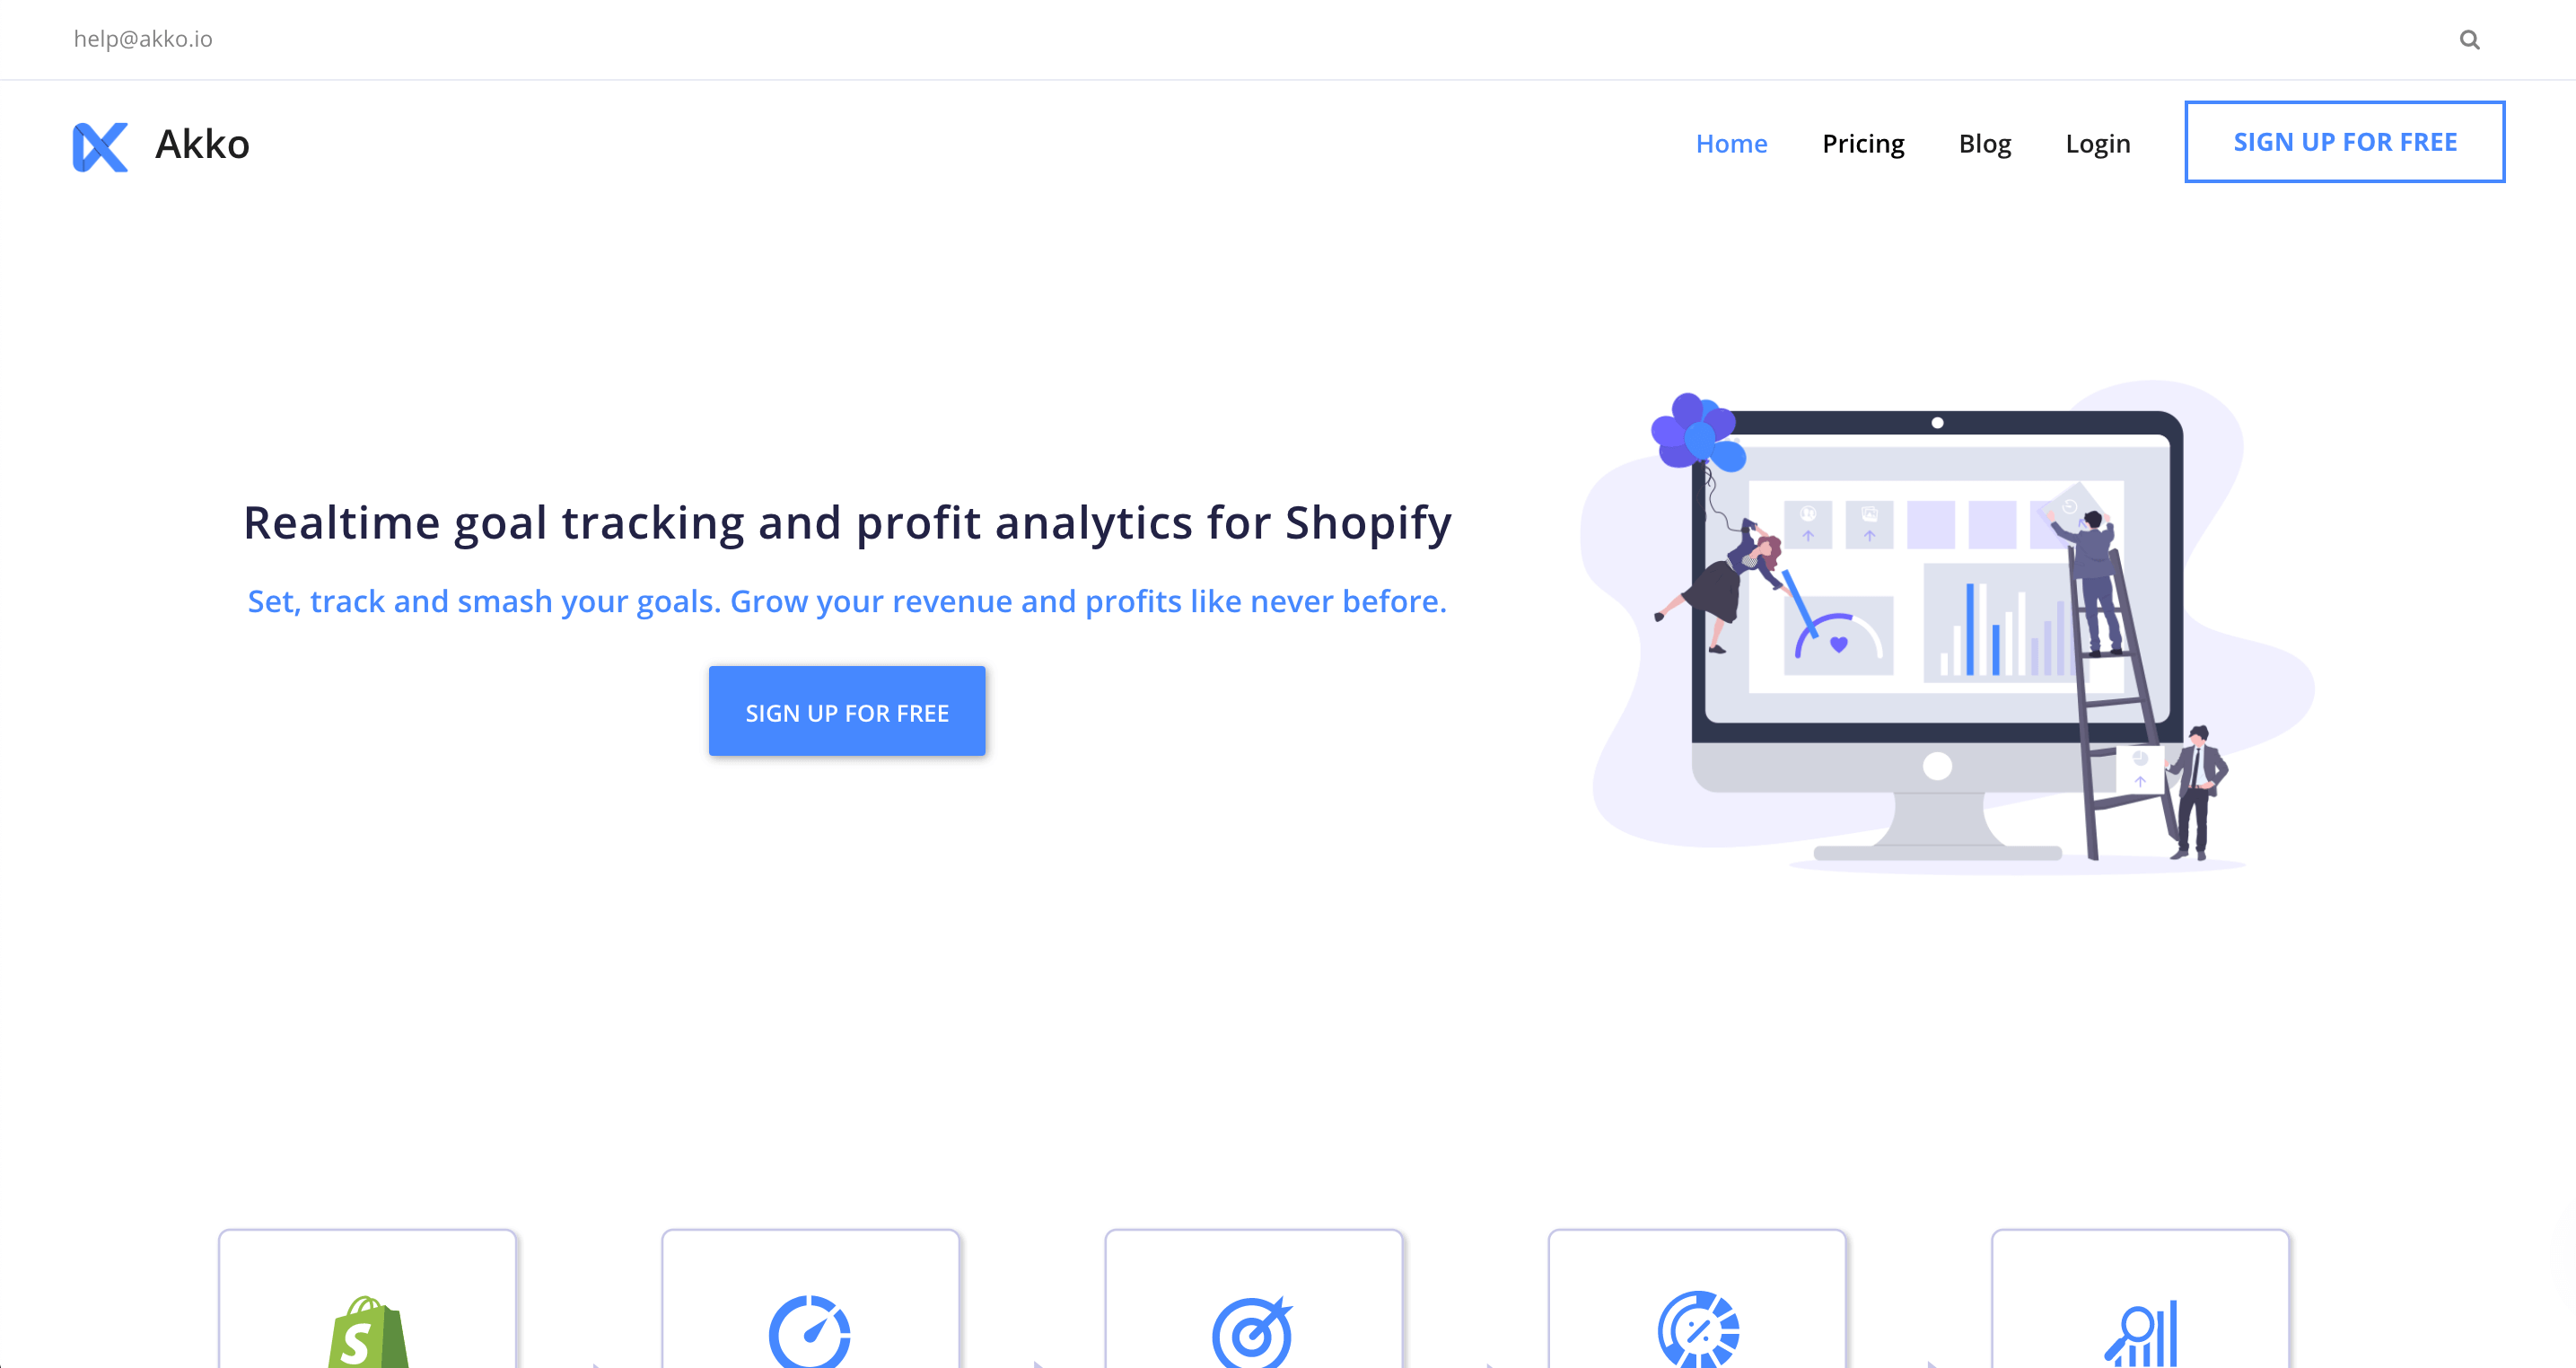 help@akko.io
Akko
Home
Pricing
Blog
Login
SIGN UP FOR FREE
Realtime goal tracking and profit analytics for Shopify
Set, track and smash your goals. Grow your revenue and profits like never before.
SIGN UP FOR FREE